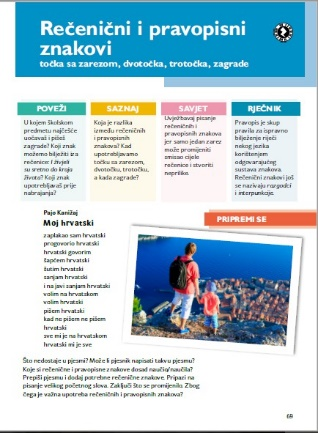 Rečenični i pravopisni
znakovi
točka sa zarezom, dvotočka, trotočka, zagrade
POVEŽI
U kojem školskom
predmetu najčešće
uočavaš i pišeš
zagrade? Koji znak
možemo bilježiti iza
rečenice: Živjeti
su sretno do kraja
života? Koji znak
upotrebljavaš prije
nabrajanja?
SAZNAJ
Koja je razlika
između rečeničnih
i pravopisnih
znakova? Kad
upotrebljavamo
točku sa zarezom,
dvotočku, trotočku,
a kada zagrade?
SAVJET
Uvježbavaj pisanje
rečeničnih i
pravopisnih znakova
jer samo jedan zarez
može promijeniti
smisao cijele
rečenice i stvoriti
neprilike.
RJEČNIK
Pravopis je skup
pravila za ispravno
bilježenje riječi
nekog jezika
korištenjem
odgovarajućeg
sustava znakova.
Rečenični znakovi još
se nazivaju razgodci
i interpunkcije.
Pajo Kanižaj
Moj hrvatski
zaplakao sam hrvatski
progovorio hrvatski
hrvatski govorim
šapćem hrvatski
šutim hrvatski
sanjam hrvatski
i na javi sanjam hrvatski
volim na hrvatskom
volim hrvatski
pišem hrvatski
kad ne pišem ne pišem
hrvatski
sve mi je na hrvatskom
hrvatski mi je sve
PRIPREMI SE
Što nedostaje u pjesmi? Može li pjesnik napisati takvu pjesmu?
Koje si rečenične i pravopisne znakove dosad naučio/naučila?
Prepiši pjesmu i dodaj potrebne rečenične znakove. Pripazi na
pisanje velikog početnog slova. Zaključi što se promijenilo. Zbog
čega je važna upotreba rečeničnih i pravopisnih znakova?
69